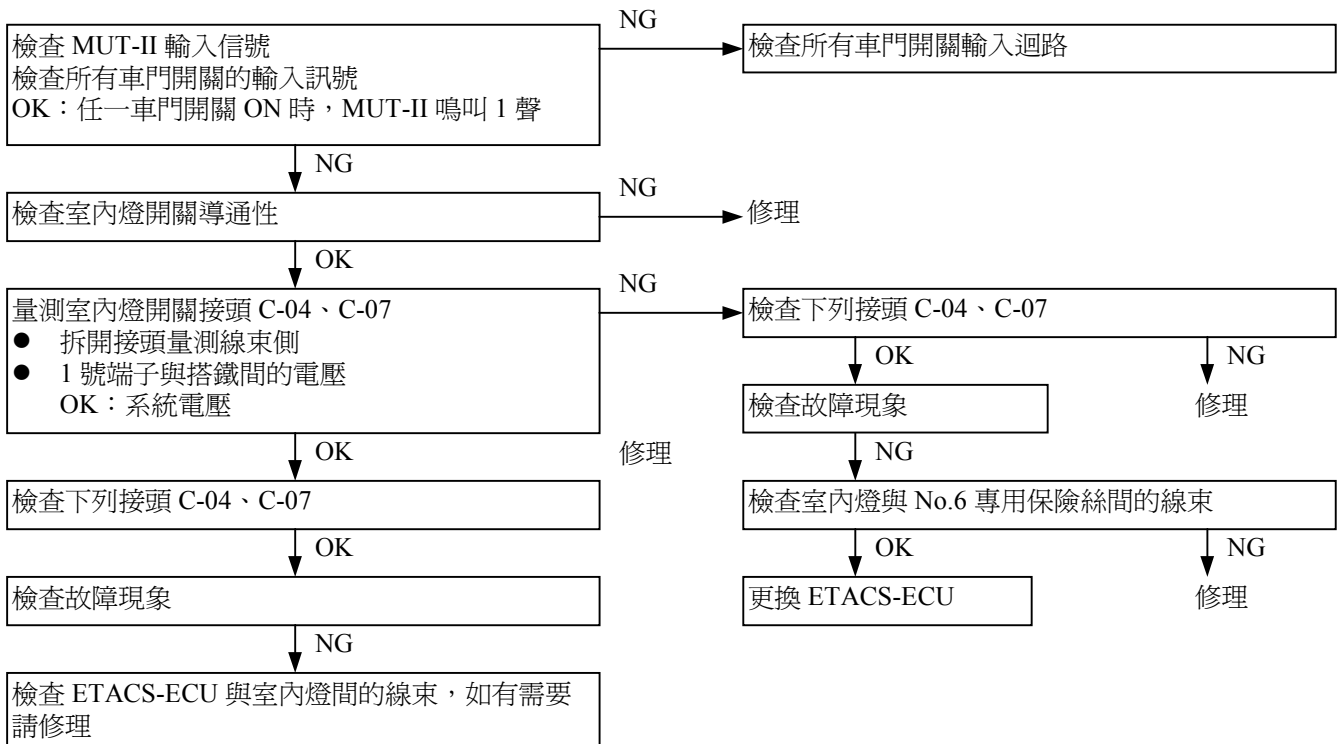 檢查 MUT-II 輸入信號
檢查所有車門開關的輸入訊號
OK：任一車門開關 ON 時，MUT-II 鳴叫 1 聲
NG
檢查所有車門開關輸入迴路
NG
檢查室內燈開關導通性
NG
修理
OK
量測室內燈開關接頭 C-04、C-07
● 拆開接頭量測線束側
● 1 號端子與搭鐵間的電壓
OK：系統電壓
NG
檢查下列接頭 C-04、C-07
OK
NG
檢查故障現象
修理
OK
修理
NG
檢查下列接頭 C-04、C-07
檢查室內燈與 No.6 專用保險絲間的線束
OK
OK
NG
檢查故障現象
更換 ETACS-ECU
修理
NG
檢查 ETACS-ECU 與室內燈間的線束，如有需要
請修理